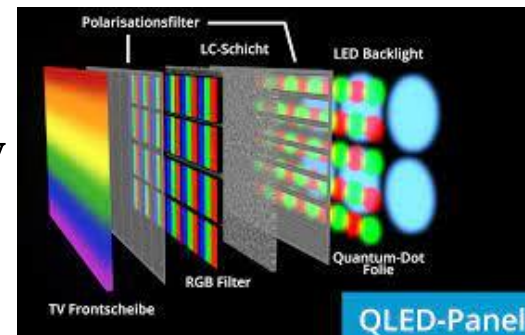 Polarisationsfilter
LC-Schicht
LED Backlight
Quantum-Dot
Folie
RGB Filter
TV Frontscheibe
QLED-Panel